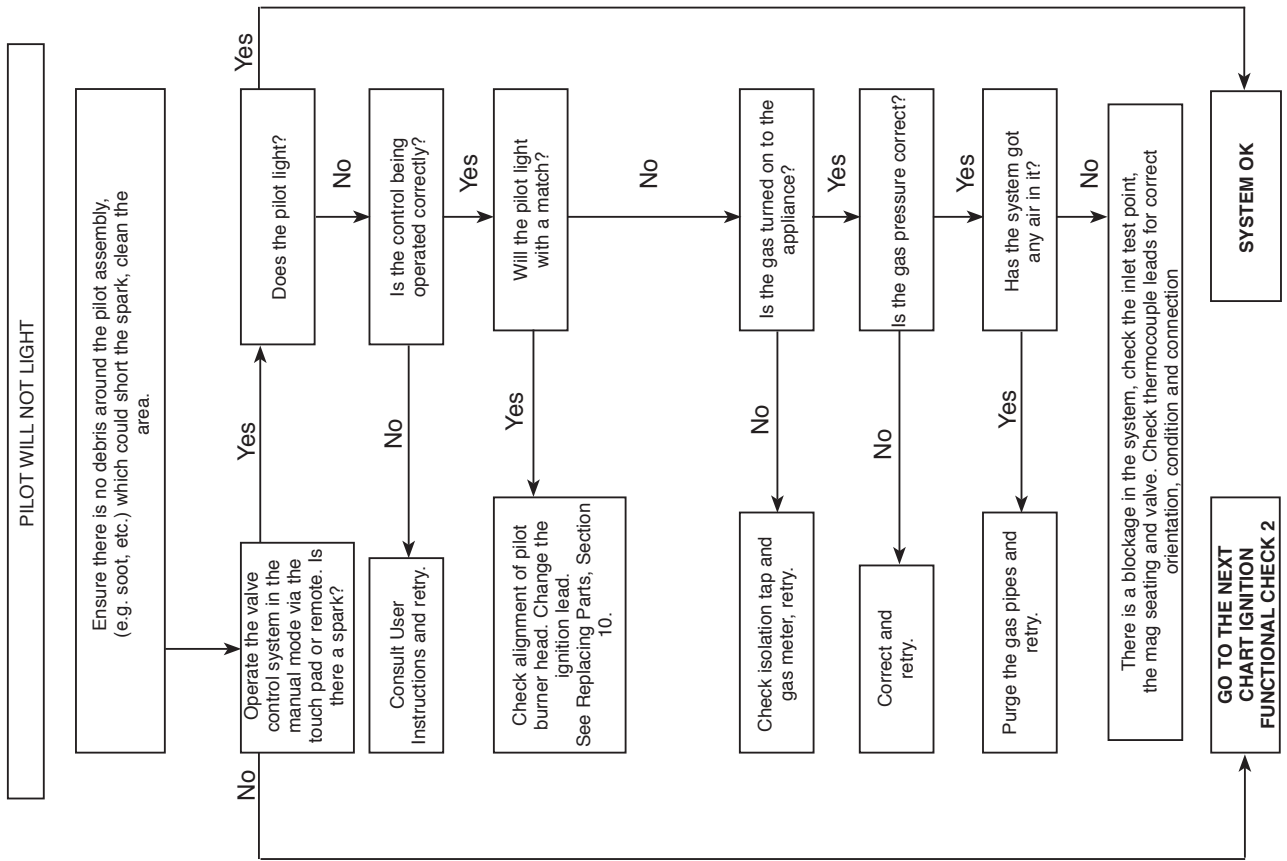 PILOT WILL NOT LIGHT
Ensure there is no debris around the pilot assembly,
(e.g. soot, etc.) which could short the spark, clean the
area.
Operate the valve
control system in the
manual mode via the
touch pad or remote. Is
there a spark?
Yes
No
Does the pilot light?
Yes
No
Is the control being
operated correctly?
No
Yes
Consult User
Instructions and retry.
Will the pilot light
with a match?
Yes
No
Check alignment of pilot
burner head. Change the
ignition lead.
See Replacing Parts, Section
10.
Is the gas turned on to the
appliance?
No
Yes
Check isolation tap and
gas meter, retry.
Is the gas pressure correct?
No
Yes
Correct and
retry.
Has the system got
any air in it?
Yes
No
Purge the gas pipes and
retry.
There is a blockage in the system, check the inlet test point,
the mag seating and valve. Check thermocouple leads for correct
orientation, condition and connection
GO TO THE NEXT
CHART IGNITION
FUNCTIONAL CHECK 2
SYSTEM OK